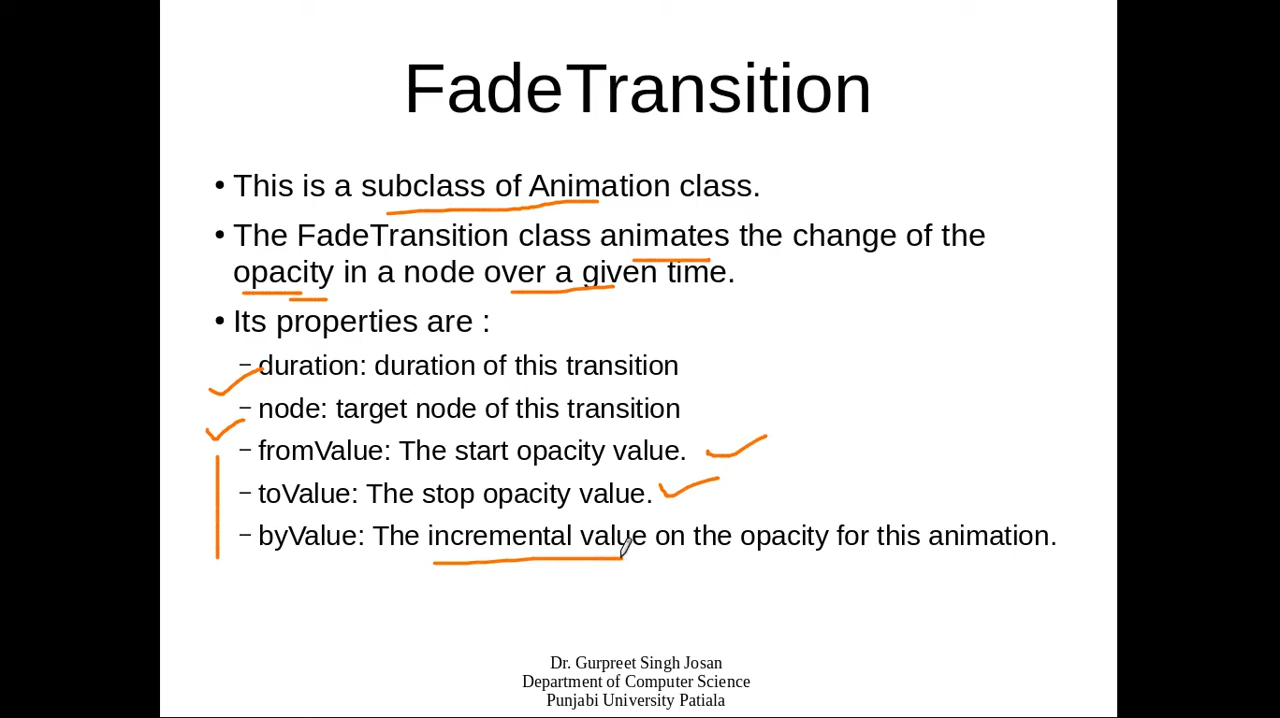 FadeTransition
• This is a subclass of Animation class.
• The FadeTransition class animates the change of the
opacity in a node over a given time.
• Its properties are :
– duration: duration of this transition
– node: target node of this transition
– fromValue: The start opacity value.
– toValue: The stop opacity value.
– byValue: The incremental value on the opacity for this animation.
Dr. Gurpreet Singh Josan
Department of Computer Science
Punjabi University Patiala